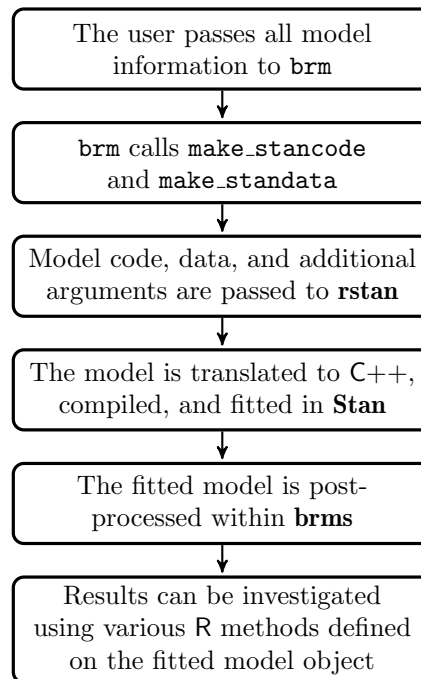 The user passes all model
information to brm
brm calls make_stancode
and make_standata
Model code, data, and additional
arguments are passed to rstan
The model is translated to C++,
compiled, and fitted in Stan
The fitted model is post-
processed within brms
Results can be investigated
using various R methods defined
on the fitted model object